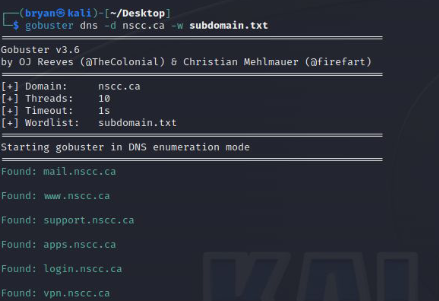 (bryan㉿kali)-[~/Desktop]
$ gobuster dns -d nscc.ca -w subdomain.txt
Gobuster v3.6
by OJ Reeves (@TheColonial) & Christian Mehlmauer (@firefart)
[+] Domain:     nscc.ca
[+] Threads:    10
[+] Timeout:    1s
[+] Wordlist:   subdomain.txt
Starting gobuster in DNS enumeration mode
Found: mail.nscc.ca
Found: www.nscc.ca
Found: support.nscc.ca
Found: apps.nscc.ca
Found: login.nscc.ca
Found: vpn.nscc.ca
KAL